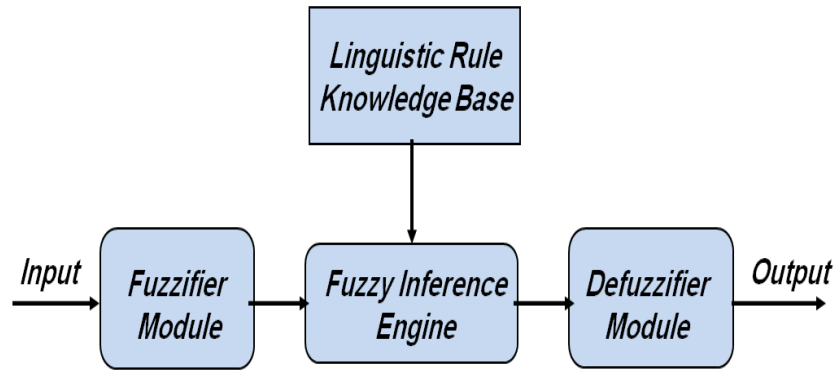 Linguistic Rule
Knowledge Base
Input
Fuzzifier
Module
Fuzzy Inference
Engine
Defuzzifier
Module
Output